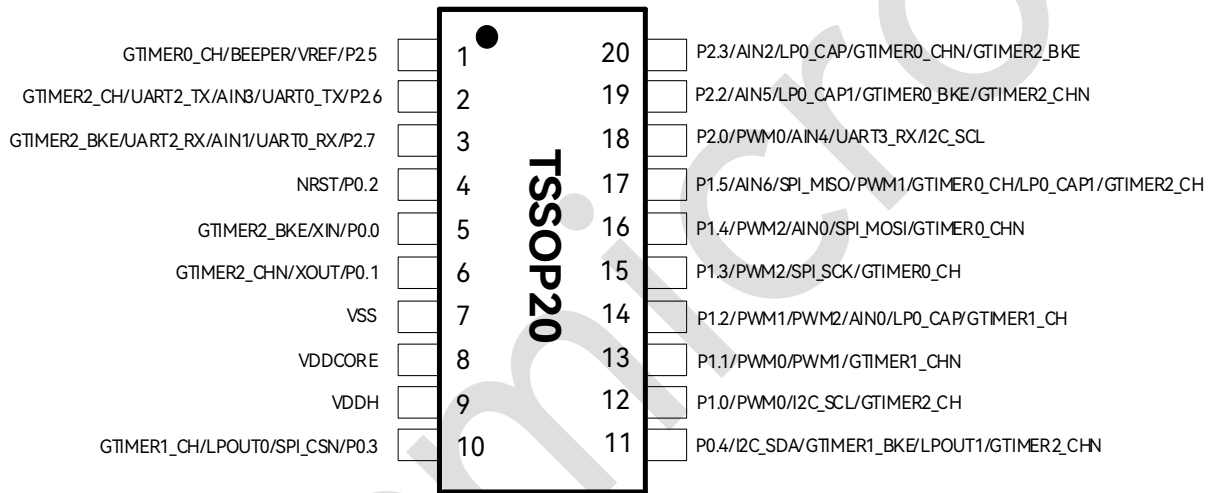 GTIMER0_CH/BEEPER/VREF/P2.5 1 20 P2.3/AIN2/LP0_CAP/GTIMER0_CHN/GTIMER2_BKE
GTIMER2_CH/UART2_TX/AIN3/UART0_TX/P2.6 2 19 P2.2/AIN5/LP0_CAP1/GTIMER0_BKE/GTIMER2_CHN
GTIMER2_BKE/UART2_RX/AIN1/UART0_RX/P2.7 3 18 P2.0/PWM0/AIN4/UART3_RX/I2C_SCL
NRST/P0.2 4 17 P1.5/AIN6/SPI_MISO/PWM1/GTIMER0_CH/LP0_CAP1/GTIMER2_CH
GTIMER2_BKE/XIN/P0.0 5 16 P1.4/PWM2/AIN0/SPI_MOSI/GTIMER0_CHN
GTIMER2_CHN/XOUT/P0.1 6 15 P1.3/PWM2/SPI_SCK/GTIMER0_CH
VSS 7 14 P1.2/PWM1/PWM2/AIN0/LP0_CAP/GTIMER1_CH
VDDCORE 8 13 P1.1/PWM0/PWM1/GTIMER1_CHN
VDDH 9 12 P1.0/PWM0/I2C_SCL/GTIMER2_CH
GTIMER1_CH/LPOUT0/SPI_CSN/P0.3 10 11 P0.4/I2C_SDA/GTIMER1_BKE/LPOUT1/GTIMER2_CHN
TSSOP20
micro